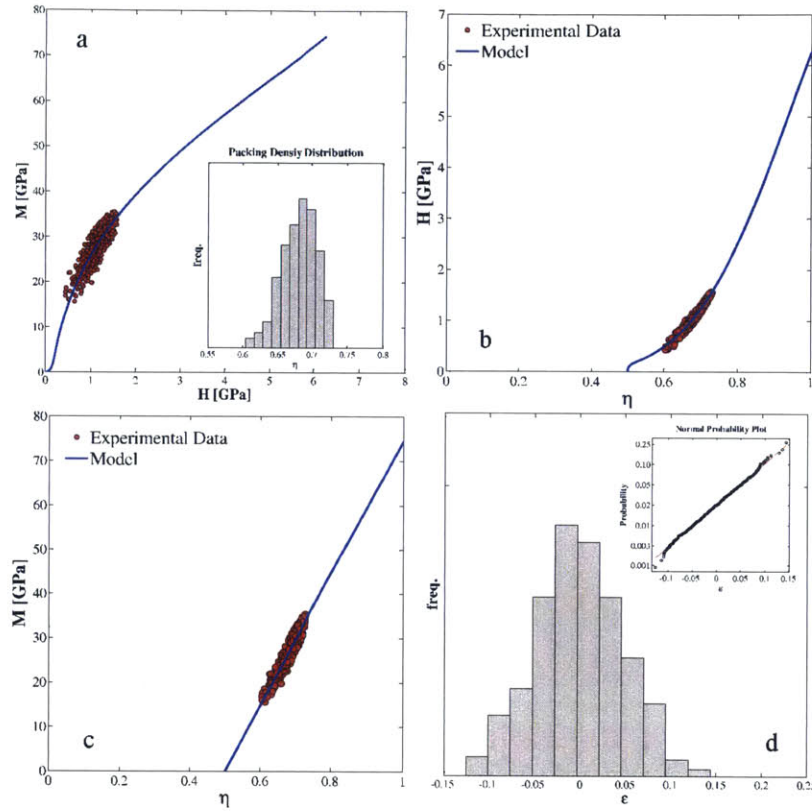 a
80
70
60
50
40
30
20
10
0
M [GPa]
0 1 2 3 4 5 6 7 8
H [GPa]
Packing Densiy Distribution
freq.
0.55 0.6 0.65 0.7 0.75 0.8
η
Experimental Data
Model
7
6
5
4
3
2
1
0
H [GPa]
b
0 0.2 0.4 0.6 0.8 1
η
Experimental Data
Model
80
70
60
50
40
30
20
10
0
M [GPa]
c
0 0.2 0.4 0.6 0.8 1
η
Normal Probability Plot
Probability
0.10
0.05
0.02
0.01
0.001
-0.1 -0.05 0 0.05 0.1 0.15
ε
freq.
d
-0.15 -0.1 -0.05 0 0.05 0.1 0.15 0.2
ε